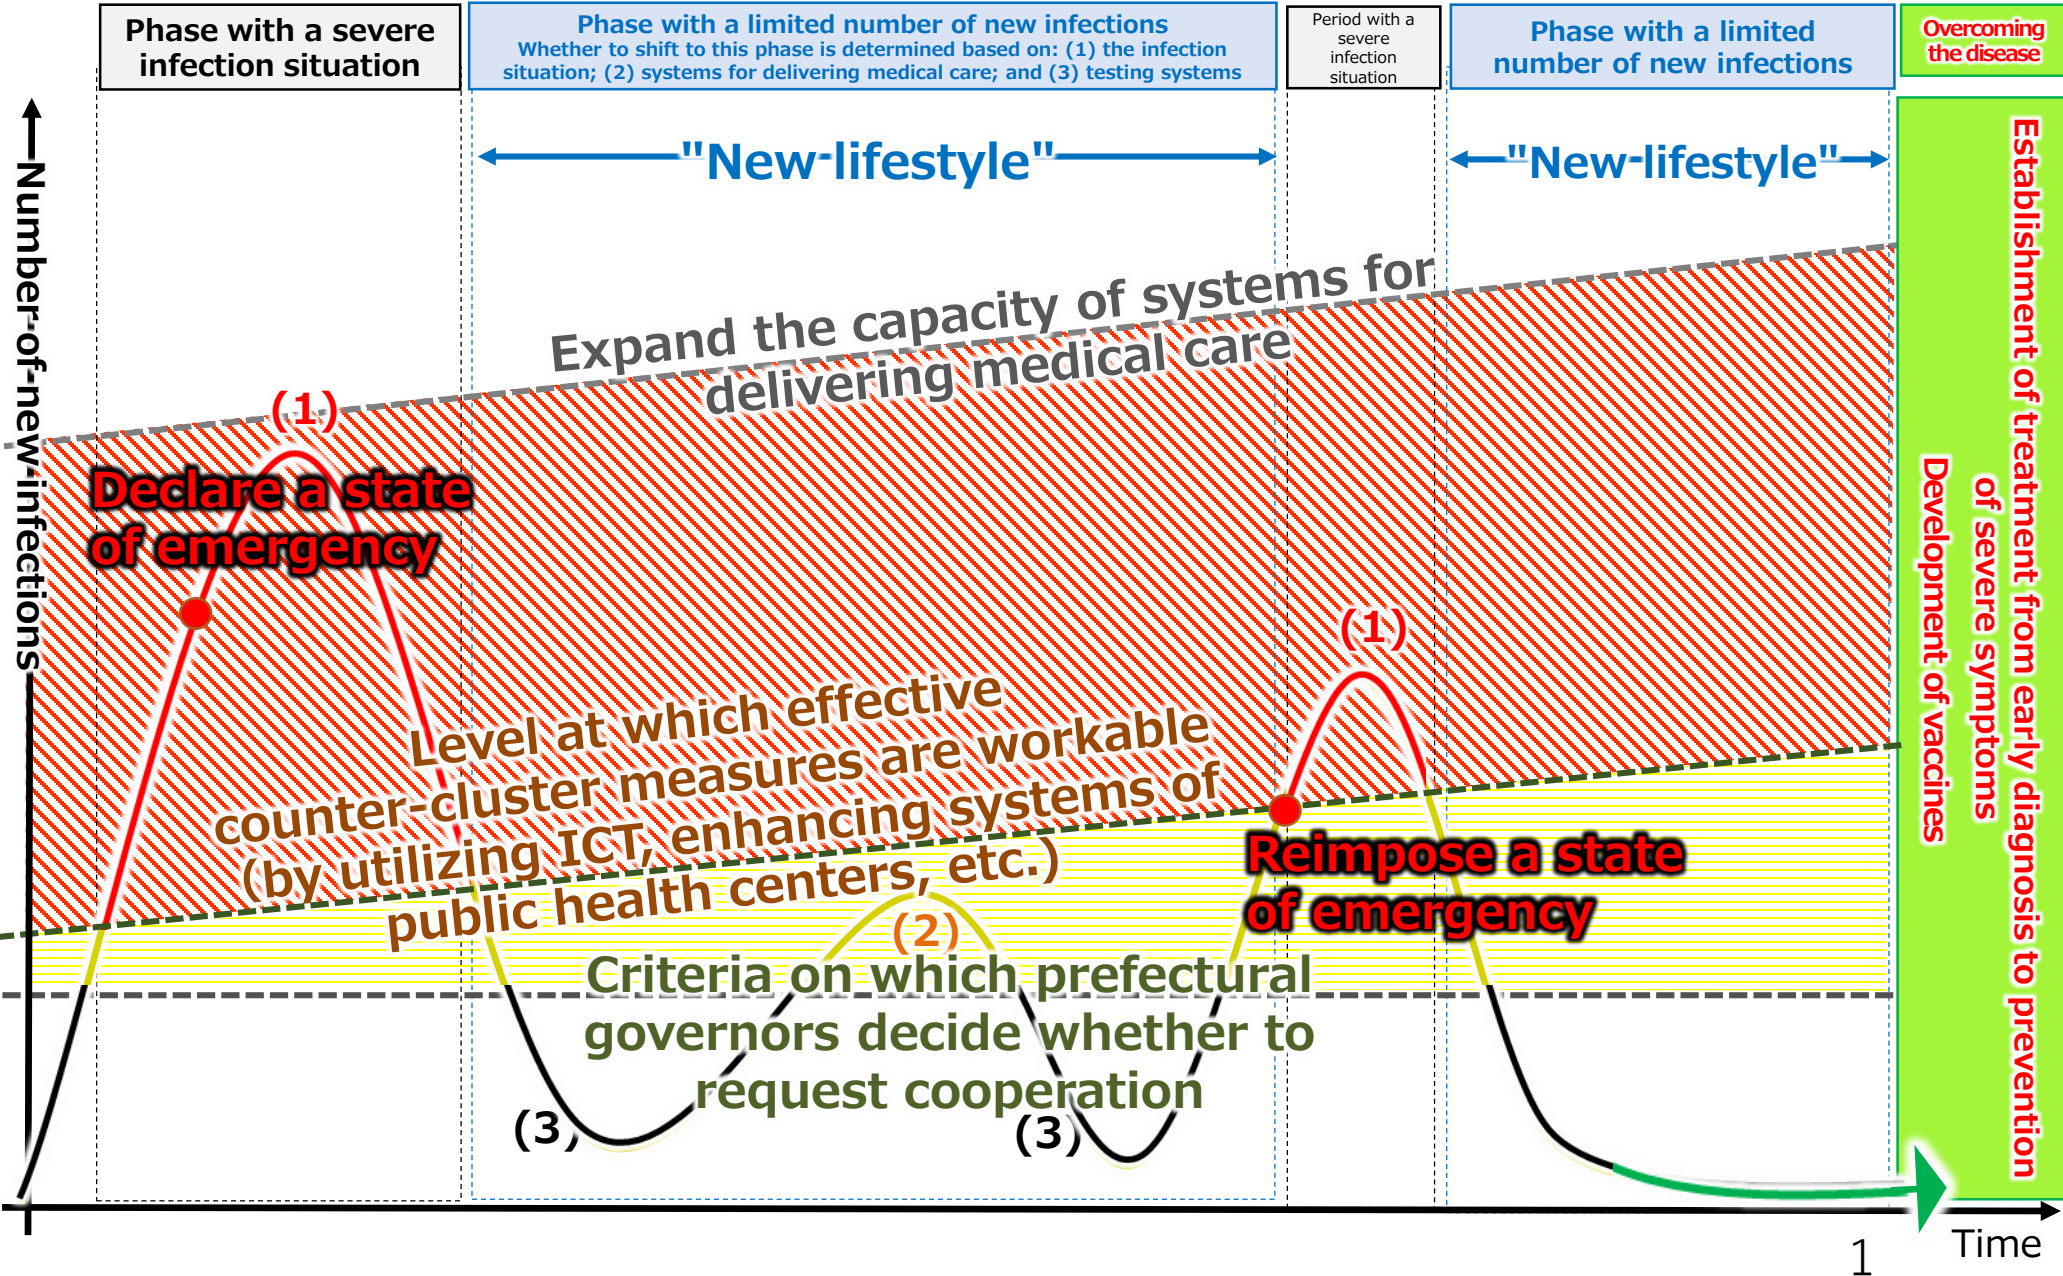 Phase with a severe
infection situation
Phase with a limited number of new infections
Whether to shift to this phase is determined based on: (1) the infection
situation; (2) systems for delivering medical care; and (3) testing systems
Period with a
severe
infection
situation
Phase with a limited
number of new infections
Overcoming
the disease
"New-lifestyle"
"New-lifestyle"
Number-of-new-infections
Expand the capacity of systems for
delivering medical care
(1)
Declare a state
of emergency
(1)
Level at which effective
counter-cluster measures are workable
(by utilizing ICT, enhancing systems of
public health centers, etc.)
Reimpose a state
of emergency
(2)
Criteria on which prefectural
governors decide whether to
request cooperation
(3)
(3)
Establishment of treatment from early diagnosis to prevention
of severe symptoms
Development of vaccines
Time
1